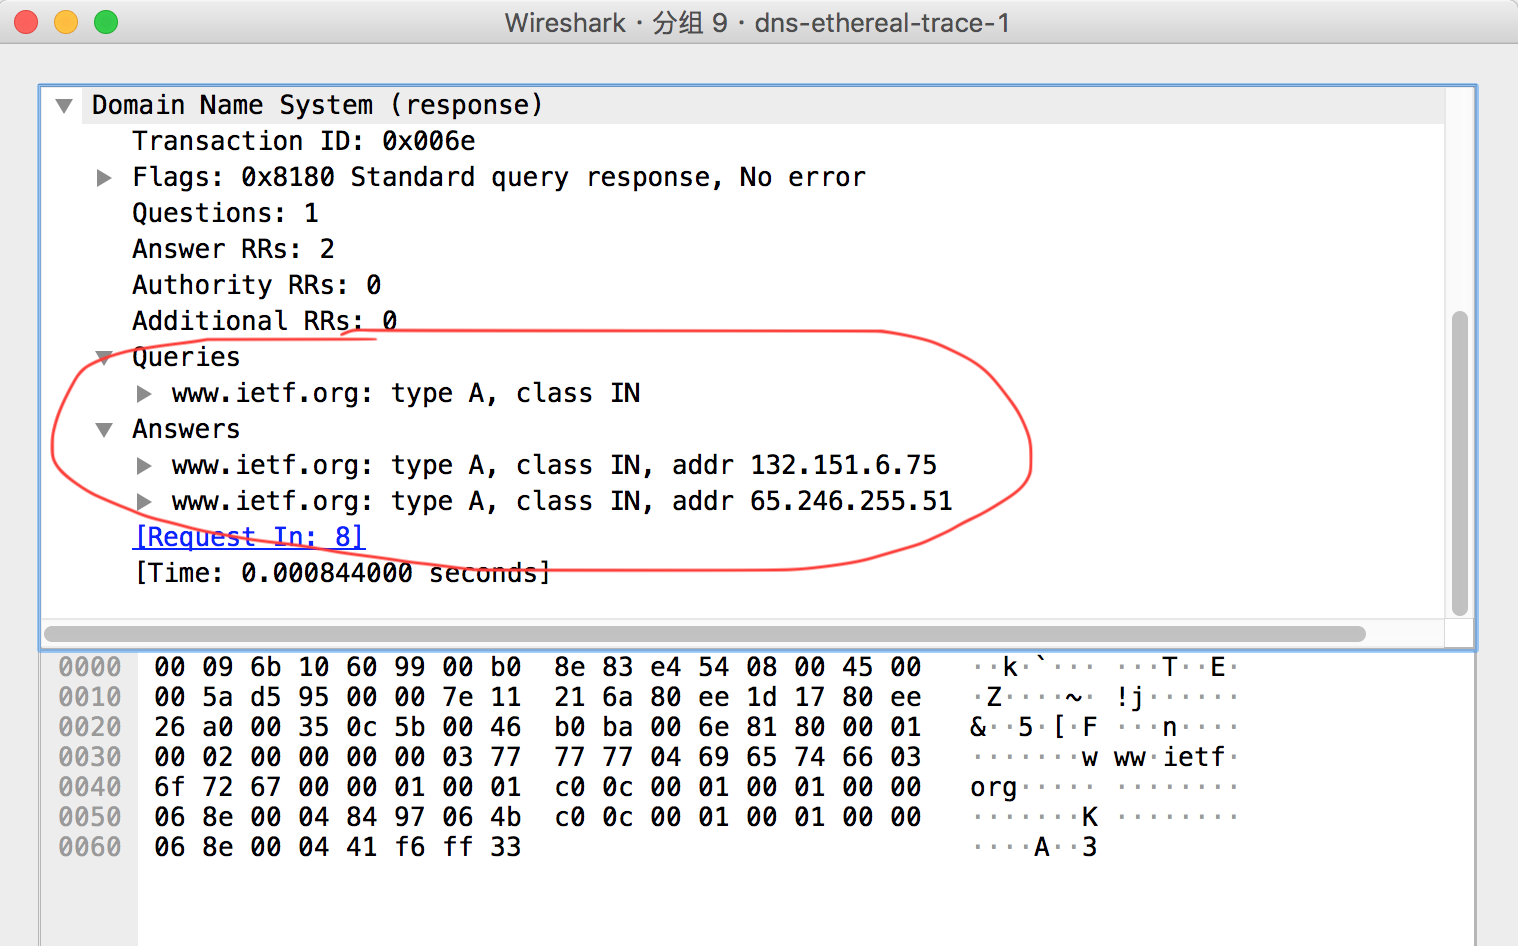 Wireshark · 分组 9 · dns-ethereal-trace-1
Domain Name System (response)
Transaction ID: 0x006e
Flags: 0x8180 Standard query response, No error
Questions: 1
Answer RRs: 2
Authority RRs: 0
Additional RRs: 0
Queries
www.ietf.org: type A, class IN
Answers
www.ietf.org: type A, class IN, addr 132.151.6.75
www.ietf.org: type A, class IN, addr 65.246.255.51
[Request In: 8]
[Time: 0.000844000 seconds]
0000 00 09 6b 10 60 99 00 b0 8e 83 e4 54 08 00 45 00 ··k·`··· ···T··E·
0010 00 5a d5 95 00 00 7e 11 21 6a 80 ee 1d 17 80 ee ·Z····~· !j······
0020 26 a0 00 35 0c 5b 00 46 b0 ba 00 6e 81 80 00 01 &··5·[·F ···n····
0030 00 02 00 00 00 00 03 77 77 77 04 69 65 74 66 03 ·······w ww·ietf·
0040 6f 72 67 00 00 01 00 01 c0 0c 00 01 00 01 00 00 org····· ········
0050 06 8e 00 04 84 97 06 4b c0 0c 00 01 00 01 00 00 ·······K ········
0060 06 8e 00 04 41 f6 ff 33 ····A··3